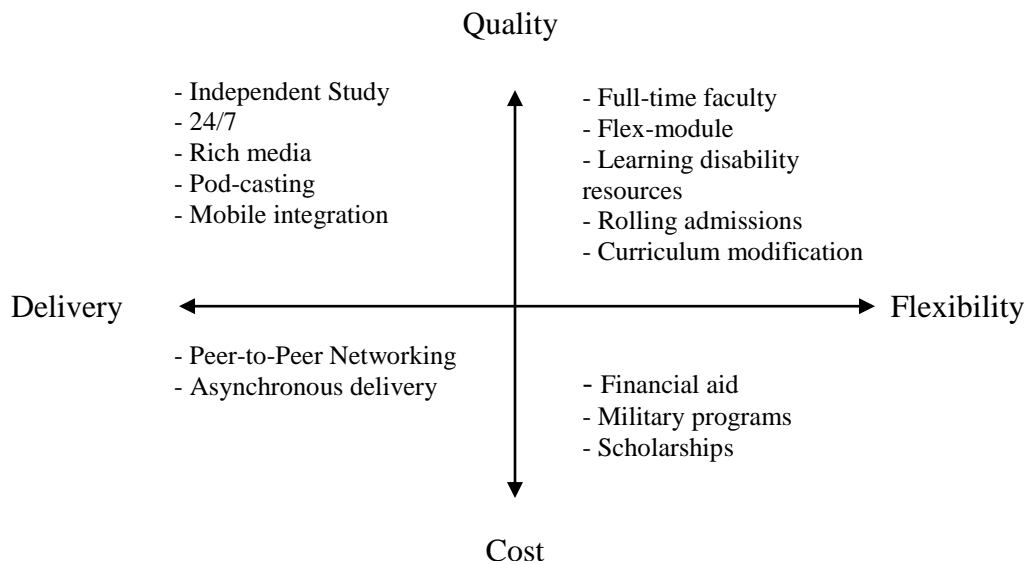 Quality
- Independent Study
- 24/7
- Rich media
- Pod-casting
- Mobile integration
- Full-time faculty
- Flex-module
- Learning disability
resources
- Rolling admissions
- Curriculum modification
Delivery
Flexibility
- Peer-to-Peer Networking
- Asynchronous delivery
- Financial aid
- Military programs
- Scholarships
Cost